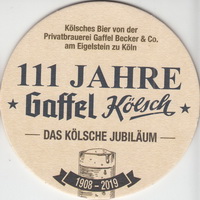 Kölsches Bier von der
Privatbrauerei Gaffel Becker & Co.
am Eigelstein zu Köln
111 JAHRE
Gaffel Kölsch
DAS KÖLSCHE JUBILÄUM
1908 - 2019